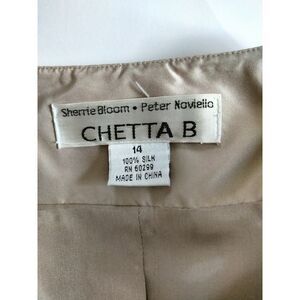 Sherrie Bloom • Peter Noviello
CHETTA B
14
100% SILK
RN 60299
MADE IN CHINA